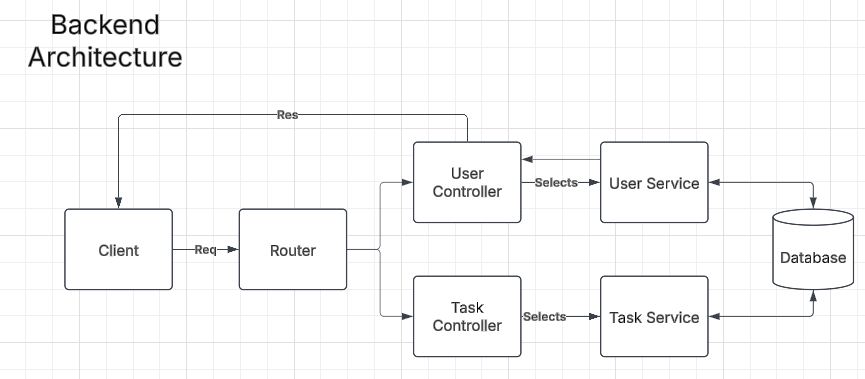 Backend
Architecture
Res
User
Controller
Selects
User Service
Client
Req
Router
Database
Task
Controller
Selects
Task Service